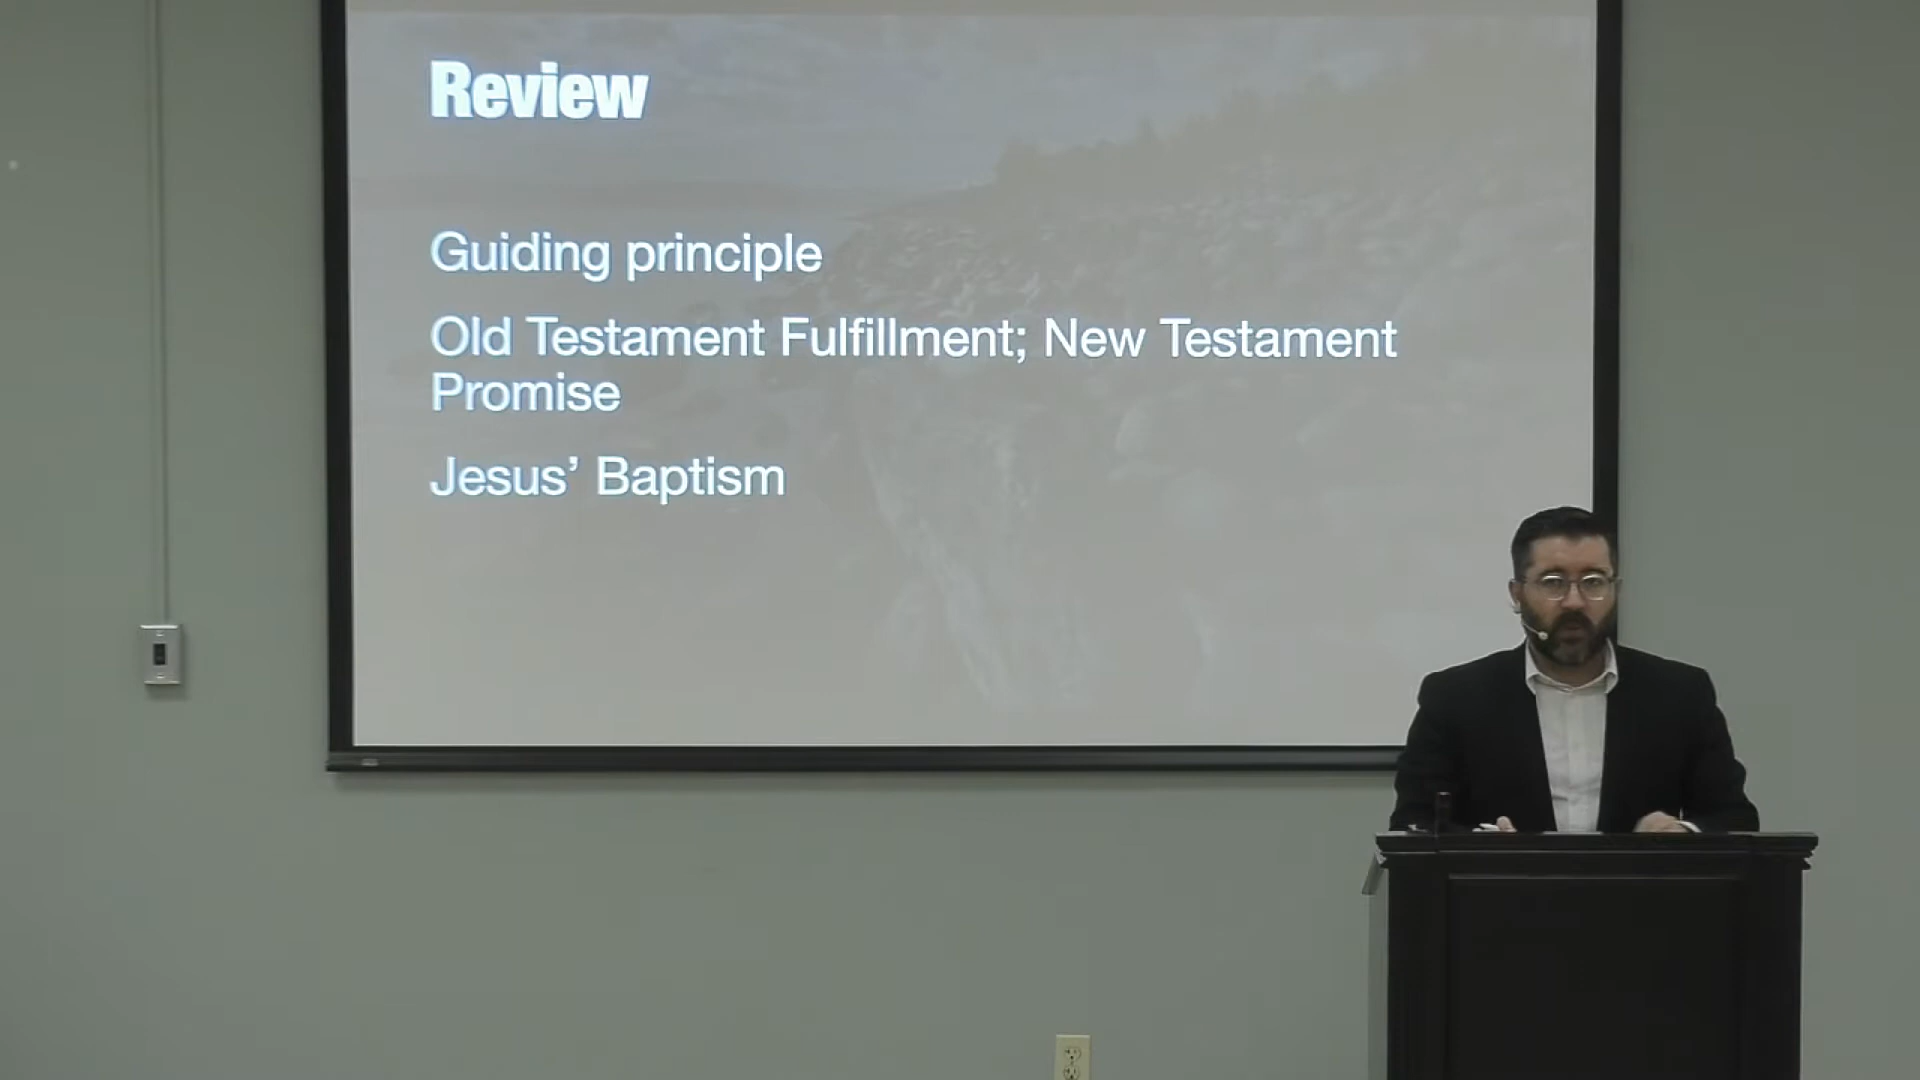 Review
Guiding principle
Old Testament Fulfillment; New Testament
Promise
Jesus’ Baptism